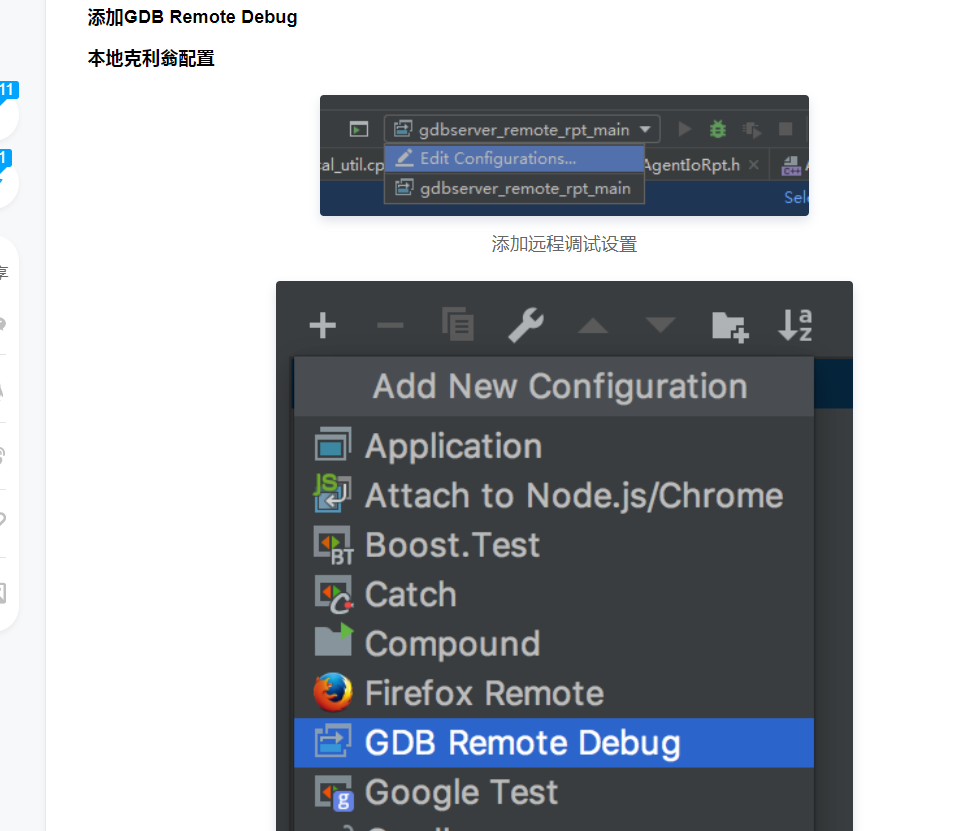 添加GDB Remote Debug
本地克利翁配置
11
1
享
gdbserver_remote_rpt_main
al_util.cp
Edit Configurations...
AgentIoRpt.h
gdbserver_remote_rpt_main
Sel
添加远程调试设置
Add New Configuration
Application
Attach to Node.js/Chrome
Boost.Test
Catch
Compound
Firefox Remote
GDB Remote Debug
Google Test